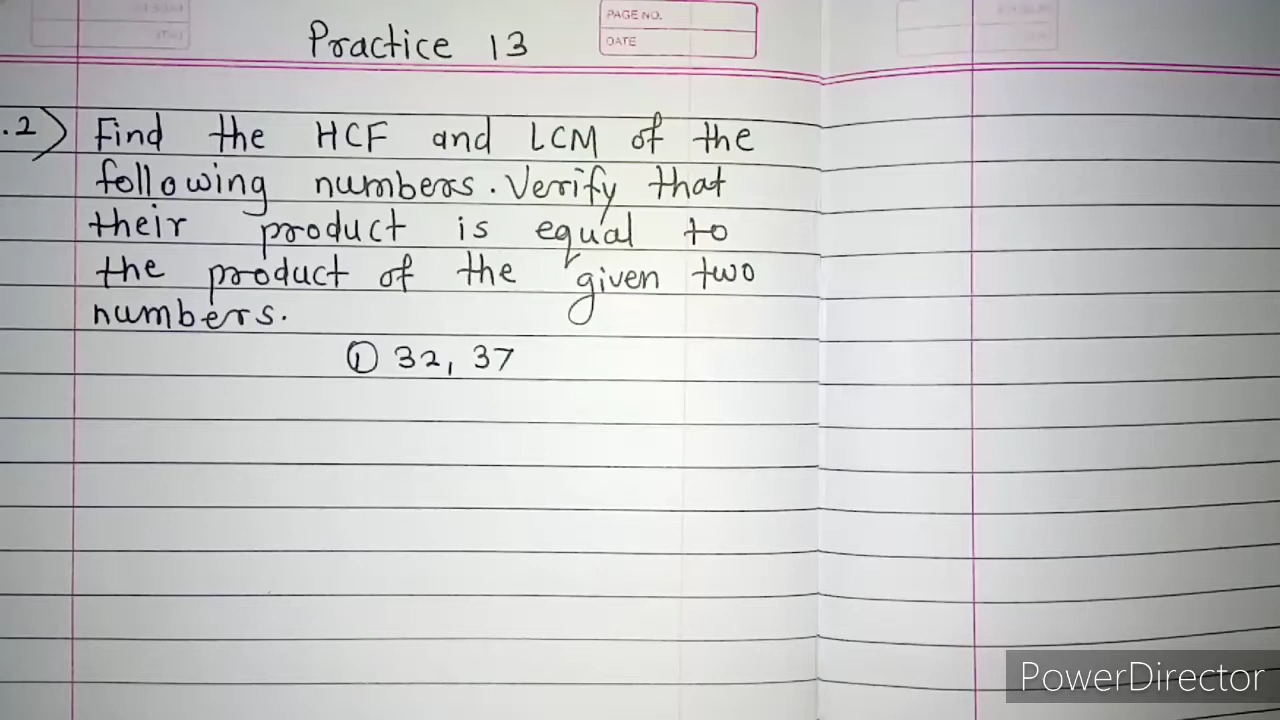 PAGE NO.
DATE
Practice 13
.2) Find the HCF and LCM of the
following numbers. Verify that
their product is equal to
the product of the given two
numbers.
① 32, 37
PowerDirector